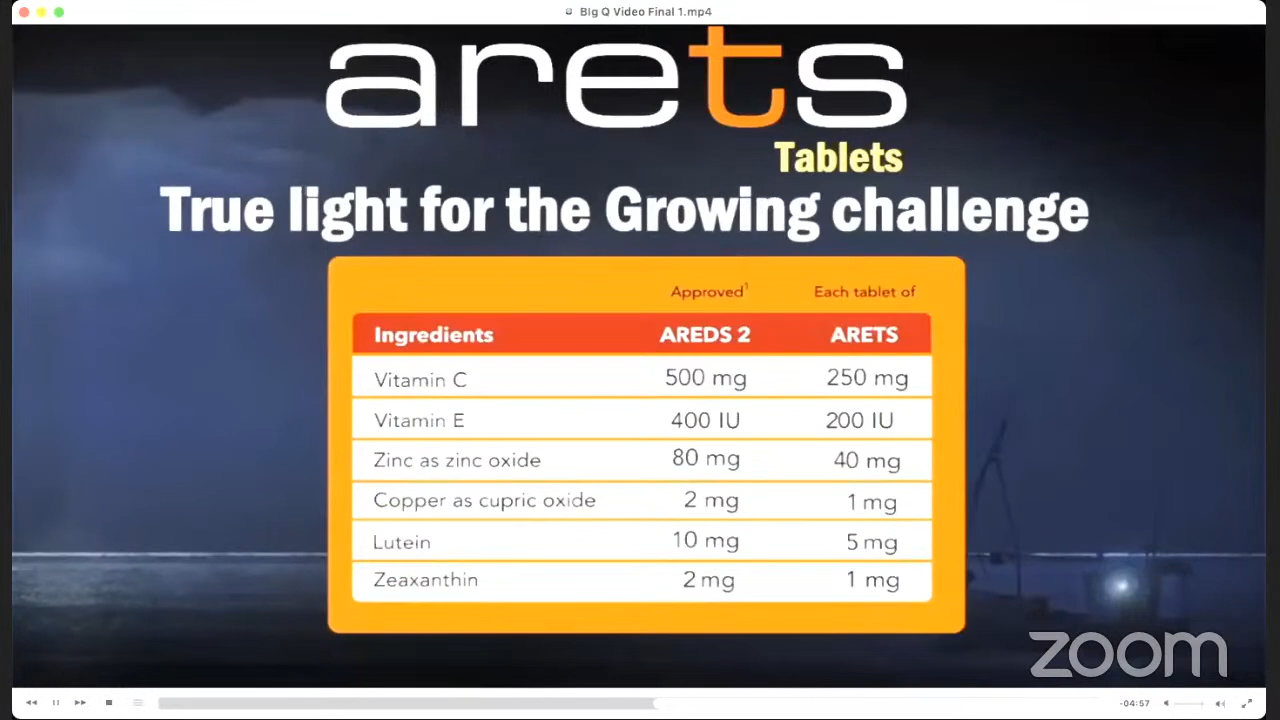 BIg Q Video Final 1.mp4
arets
Tablets
True light for the Growing challenge
Approved¹ Each tablet of
Ingredients AREDS 2 ARETS
Vitamin C 500 mg 250 mg
Vitamin E 400 IU 200 IU
Zinc as zinc oxide 80 mg 40 mg
Copper as cupric oxide 2 mg 1 mg
Lutein 10 mg 5 mg
Zeaxanthin 2 mg 1 mg
zoom
-04:57